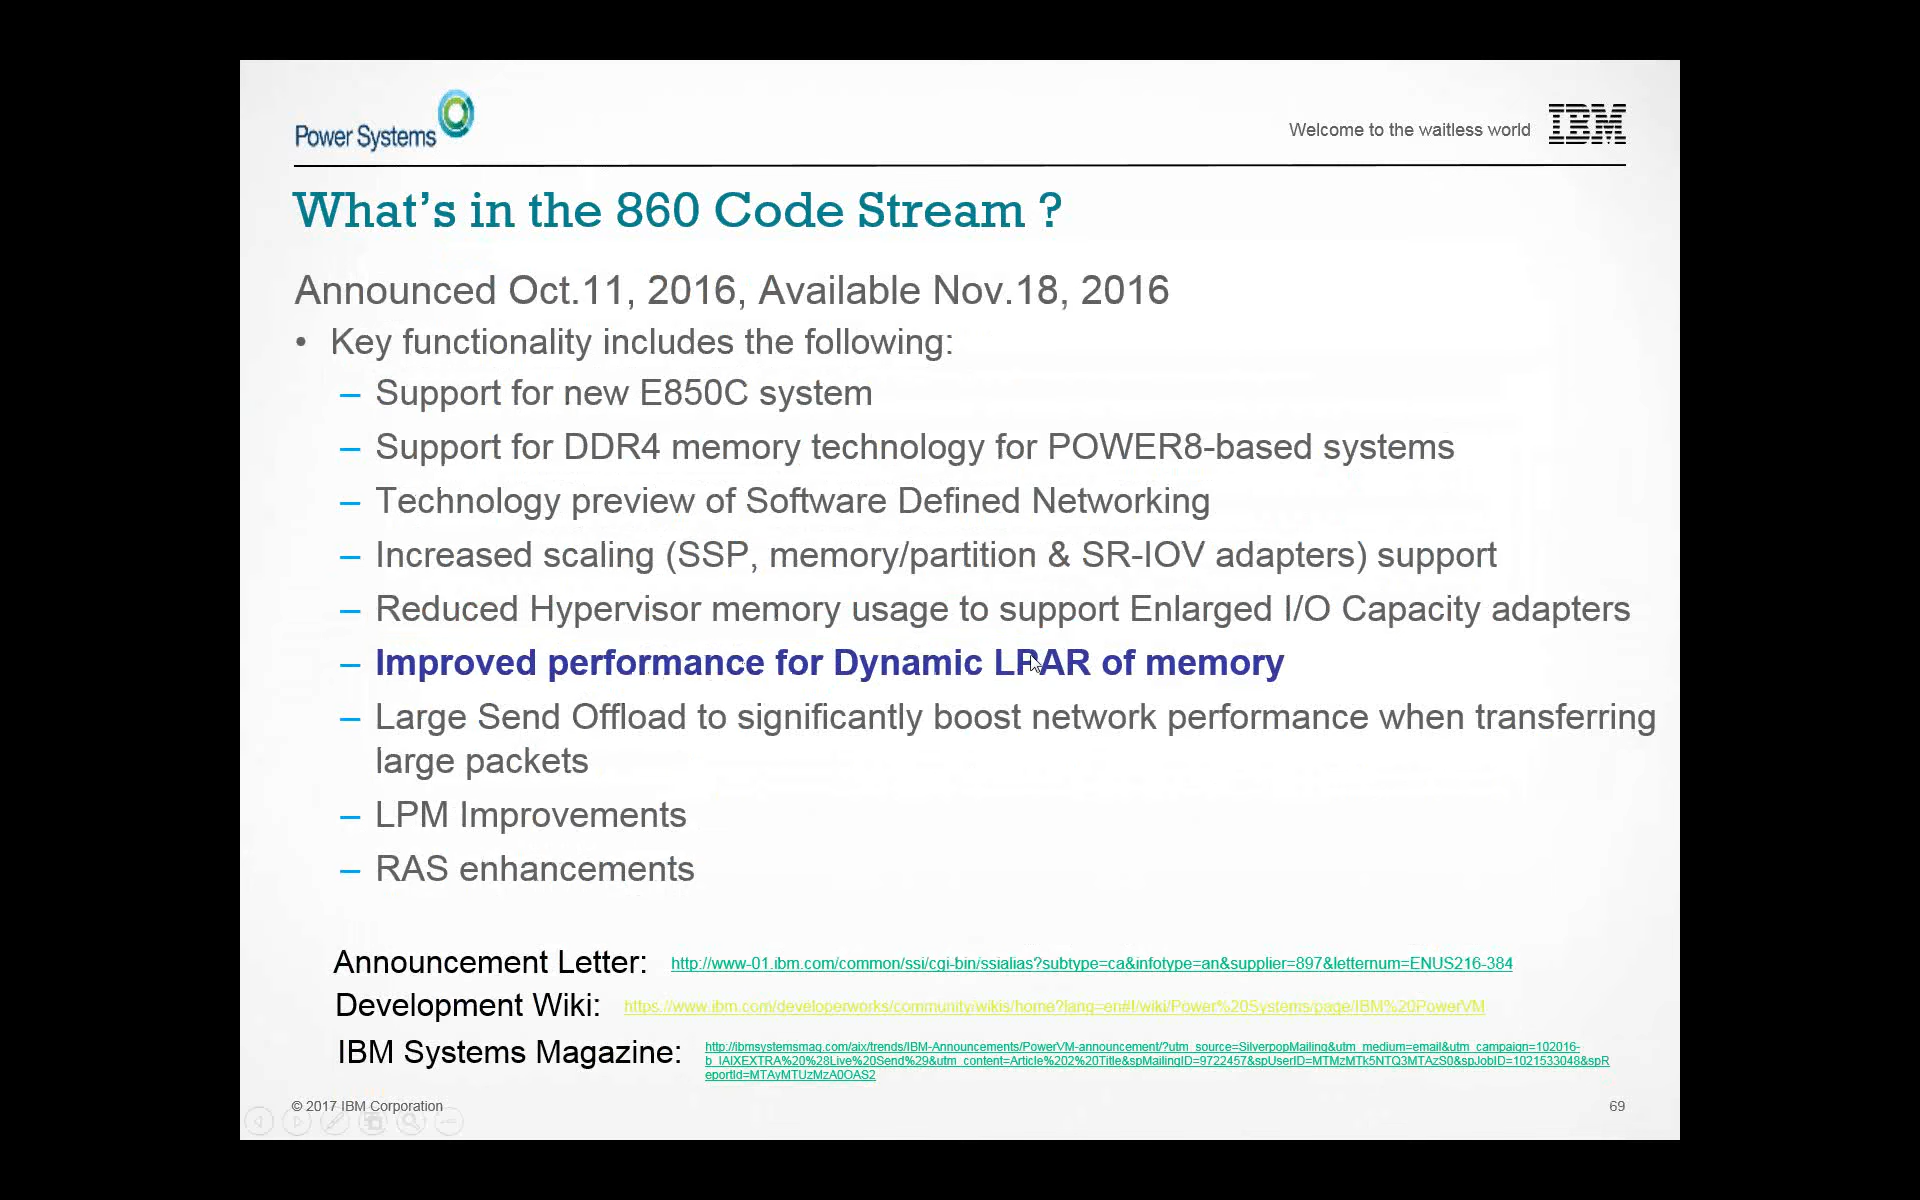 Power Systems
Welcome to the waitless world
IBM
What's in the 860 Code Stream ?
Announced Oct.11, 2016, Available Nov.18, 2016
• Key functionality includes the following:
– Support for new E850C system
– Support for DDR4 memory technology for POWER8-based systems
– Technology preview of Software Defined Networking
– Increased scaling (SSP, memory/partition & SR-IOV adapters) support
– Reduced Hypervisor memory usage to support Enlarged I/O Capacity adapters
– Improved performance for Dynamic LPAR of memory
– Large Send Offload to significantly boost network performance when transferring
large packets
– LPM Improvements
– RAS enhancements
Announcement Letter: http://www-01.ibm.com/common/ssi/cgi-bin/ssialias?subtype=ca&infotype=an&supplier=897&letternum=ENUS216-384
Development Wiki: https://www.ibm.com/developerworks/community/wikis/home?lang=en#!/wiki/Power%20Systems/page/IBM%20PowerVM
IBM Systems Magazine: http://ibmsystemsmag.com/aix/trends/IBM-Announcements/PowerVM-announcement/?utm_source=SilverpopMailing&utm_medium=email&utm_campaign=102016-
b_IAIXEXTRA%20%28Live%20Send%29&utm_content=Article%202%20Title&spMailingID=9722457&spUserID=MTMzMTk5NTQ3MTAzS0&spJobID=1021533048&spR
eportId=MTAyMTUzMzA0OAS2
© 2017 IBM Corporation
69